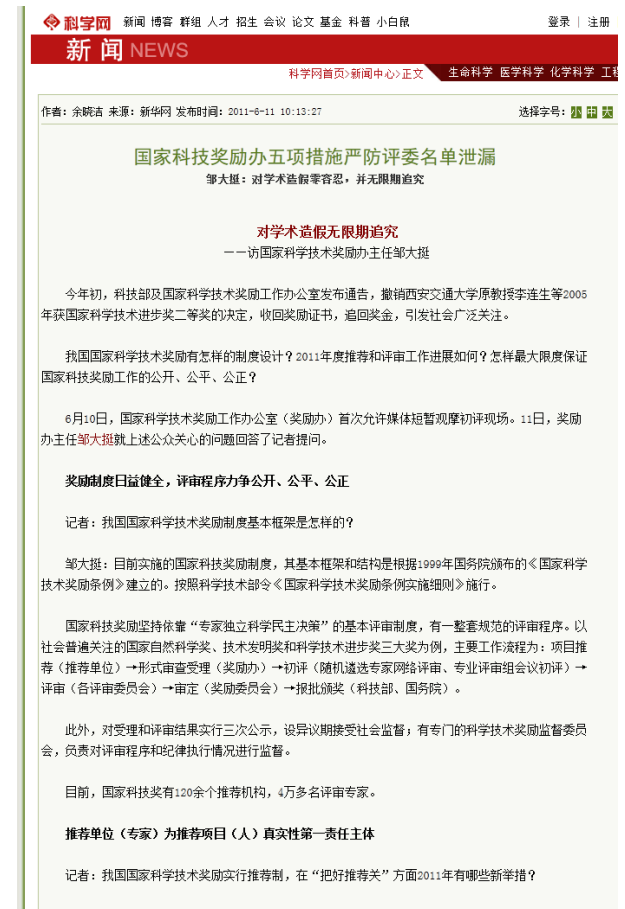 科学网 新闻 博客 群组 人才 招生 会议 论文 基金 科普 小白鼠 登录 | 注册
新 闻 NEWS
科学网首页>新闻中心>正文 生命科学 医学科学 化学科学 工程
作者：余晓洁 来源：新华网 发布时间：2011-6-11 10:13:27 选择字号：小 中 大
国家科技奖励办五项措施严防评委名单泄漏
邹大挺：对学术造假零容忍，并无限期追究
对学术造假无限期追究
——访国家科学技术奖励办主任邹大挺
今年初，科技部及国家科学技术奖励工作办公室发布通告，撤销西安交通大学原教授李连生等2005
年获国家科学技术进步奖二等奖的决定，收回奖励证书，追回奖金，引发社会广泛关注。
我国国家科学技术奖励有怎样的制度设计？2011年度推荐和评审工作进展如何？怎样最大限度保证
国家科技奖励工作的公开、公平、公正？
6月10日，国家科学技术奖励工作办公室（奖励办）首次允许媒体短暂观摩初评现场。11日，奖励
办主任邹大挺就上述公众关心的问题回答了记者提问。
奖励制度日益健全，评审程序力争公开、公平、公正
记者：我国国家科学技术奖励制度基本框架是怎样的？
邹大挺：目前实施的国家科技奖励制度，其基本框架和结构是根据1999年国务院颁布的《国家科学
技术奖励条例》建立的。按照科学技术部令《国家科学技术奖励条例实施细则》施行。
国家科技奖励坚持依靠“专家独立科学民主决策”的基本评审制度，有一整套规范的评审程序。以
社会普遍关注的国家自然科学奖、技术发明奖和科学技术进步奖三大奖为例，主要工作流程为：项目推
荐（推荐单位）→形式审查受理（奖励办）→初评（随机遴选专家网络评审、专业评审组会议初评）→
评审（各评审委员会）→审定（奖励委员会）→报批颁奖（科技部、国务院）。
此外，对受理和评审结果实行三次公示，设异议期接受社会监督；有专门的科学技术奖励监督委员
会，负责对评审程序和纪律执行情况进行监督。
目前，国家科技奖有120余个推荐机构，4万多名评审专家。
推荐单位（专家）为推荐项目（人）真实性第一责任主体
记者：我国国家科学技术奖励实行推荐制，在“把好推荐关”方面2011年有哪些新举措？